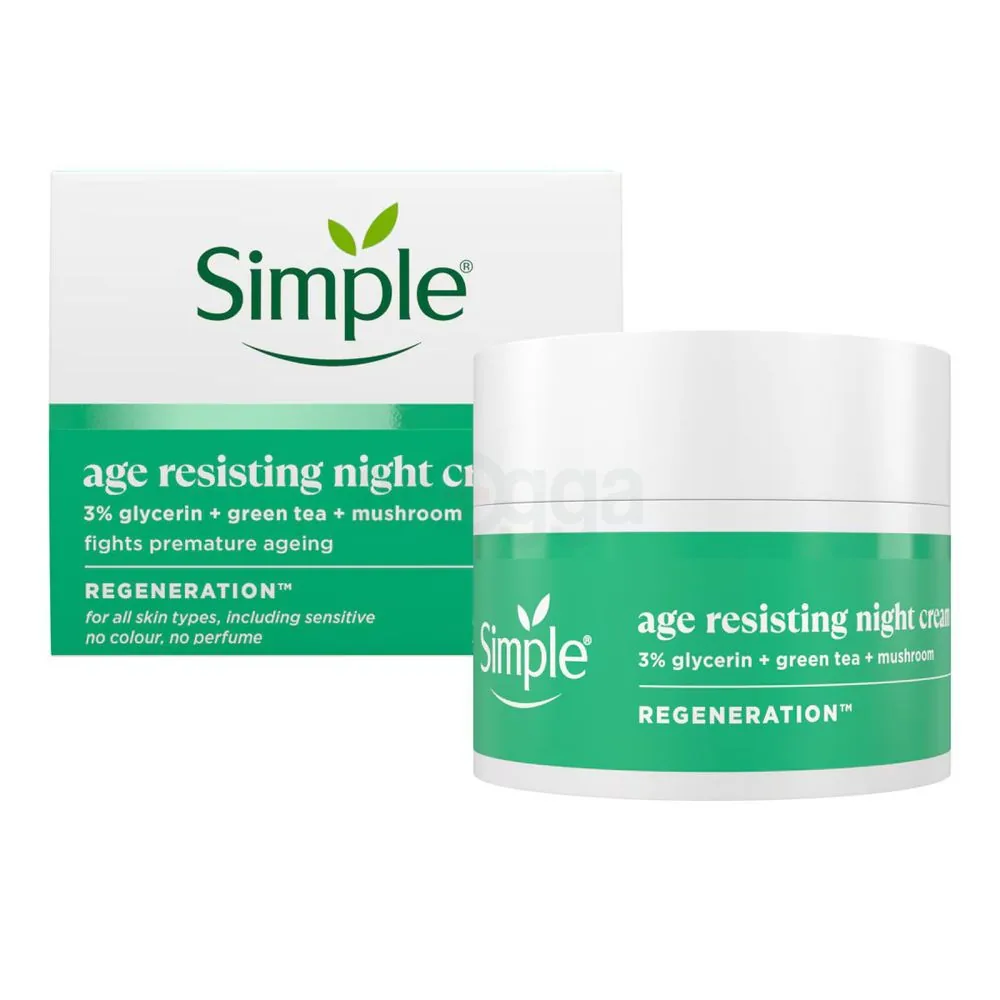 Simple®
age resisting night cr
3% glycerin + green tea + mushroom
fights premature ageing
REGENERATION™
for all skin types, including sensitive
no colour, no perfume
Simple®
age resisting night cream
3% glycerin + green tea + mushroom
REGENERATION™